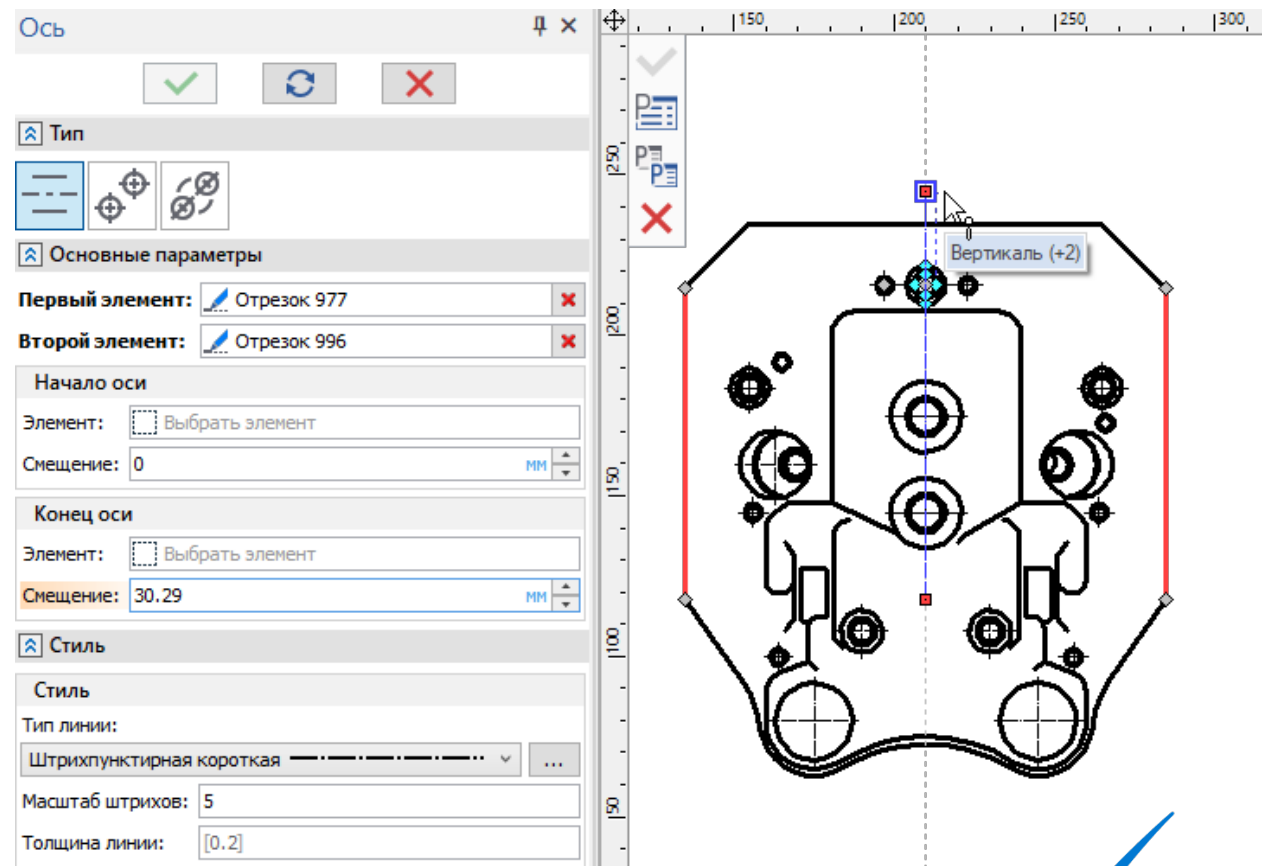 Ось
Тип
Основные параметры
Первый элемент: Отрезок 977
Второй элемент: Отрезок 996
Начало оси
Элемент: Выбрать элемент
Смещение: 0 мм
Конец оси
Элемент: Выбрать элемент
Смещение: 30.29 мм
Стиль
Стиль
Тип линии:
Штрихпунктирная короткая ...
Масштаб штрихов: 5
Толщина линии: [0.2]
150 200 250 300
250
200
150
100
50
Вертикаль (+2)